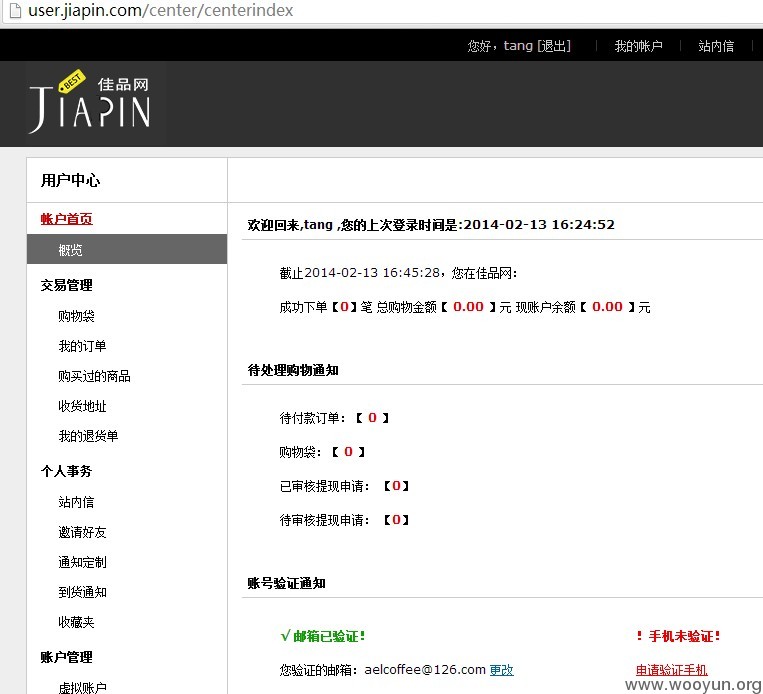 user.jiapin.com/center/centerindex
您好，tang [退出] 我的帐户 站内信
BEST
佳品网
JIAPIN
用户中心
帐户首页
概览
交易管理
购物袋
我的订单
购买过的商品
收货地址
我的退货单
个人事务
站内信
邀请好友
通知定制
到货通知
收藏夹
账户管理
虚拟账户
欢迎回来,tang ,您的上次登录时间是:2014-02-13 16:24:52
截止2014-02-13 16:45:28，您在佳品网：
成功下单【0】笔 总购物金额【 0.00 】元 现账户余额【 0.00 】元
待处理购物通知
待付款订单：【 0 】
购物袋：【 0 】
已审核提现申请： 【0】
待审核提现申请： 【0】
账号验证通知
√邮箱已验证！ ！手机未验证！
您验证的邮箱：aelcoffee@126.com 更改 申请验证手机
www.wooyun.org